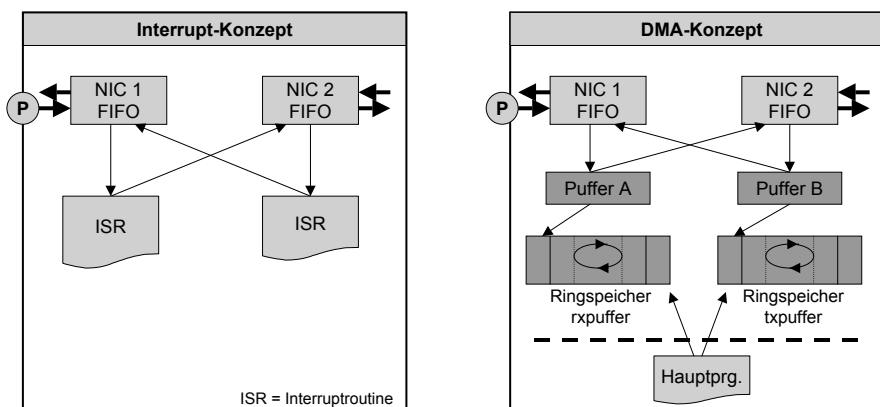 Interrupt-Konzept
P
NIC 1
FIFO
NIC 2
FIFO
ISR
ISR
ISR = Interruptroutine
DMA-Konzept
P
NIC 1
FIFO
NIC 2
FIFO
Puffer A
Puffer B
Ringspeicher
rxpuffer
Ringspeicher
txpuffer
Hauptprg.